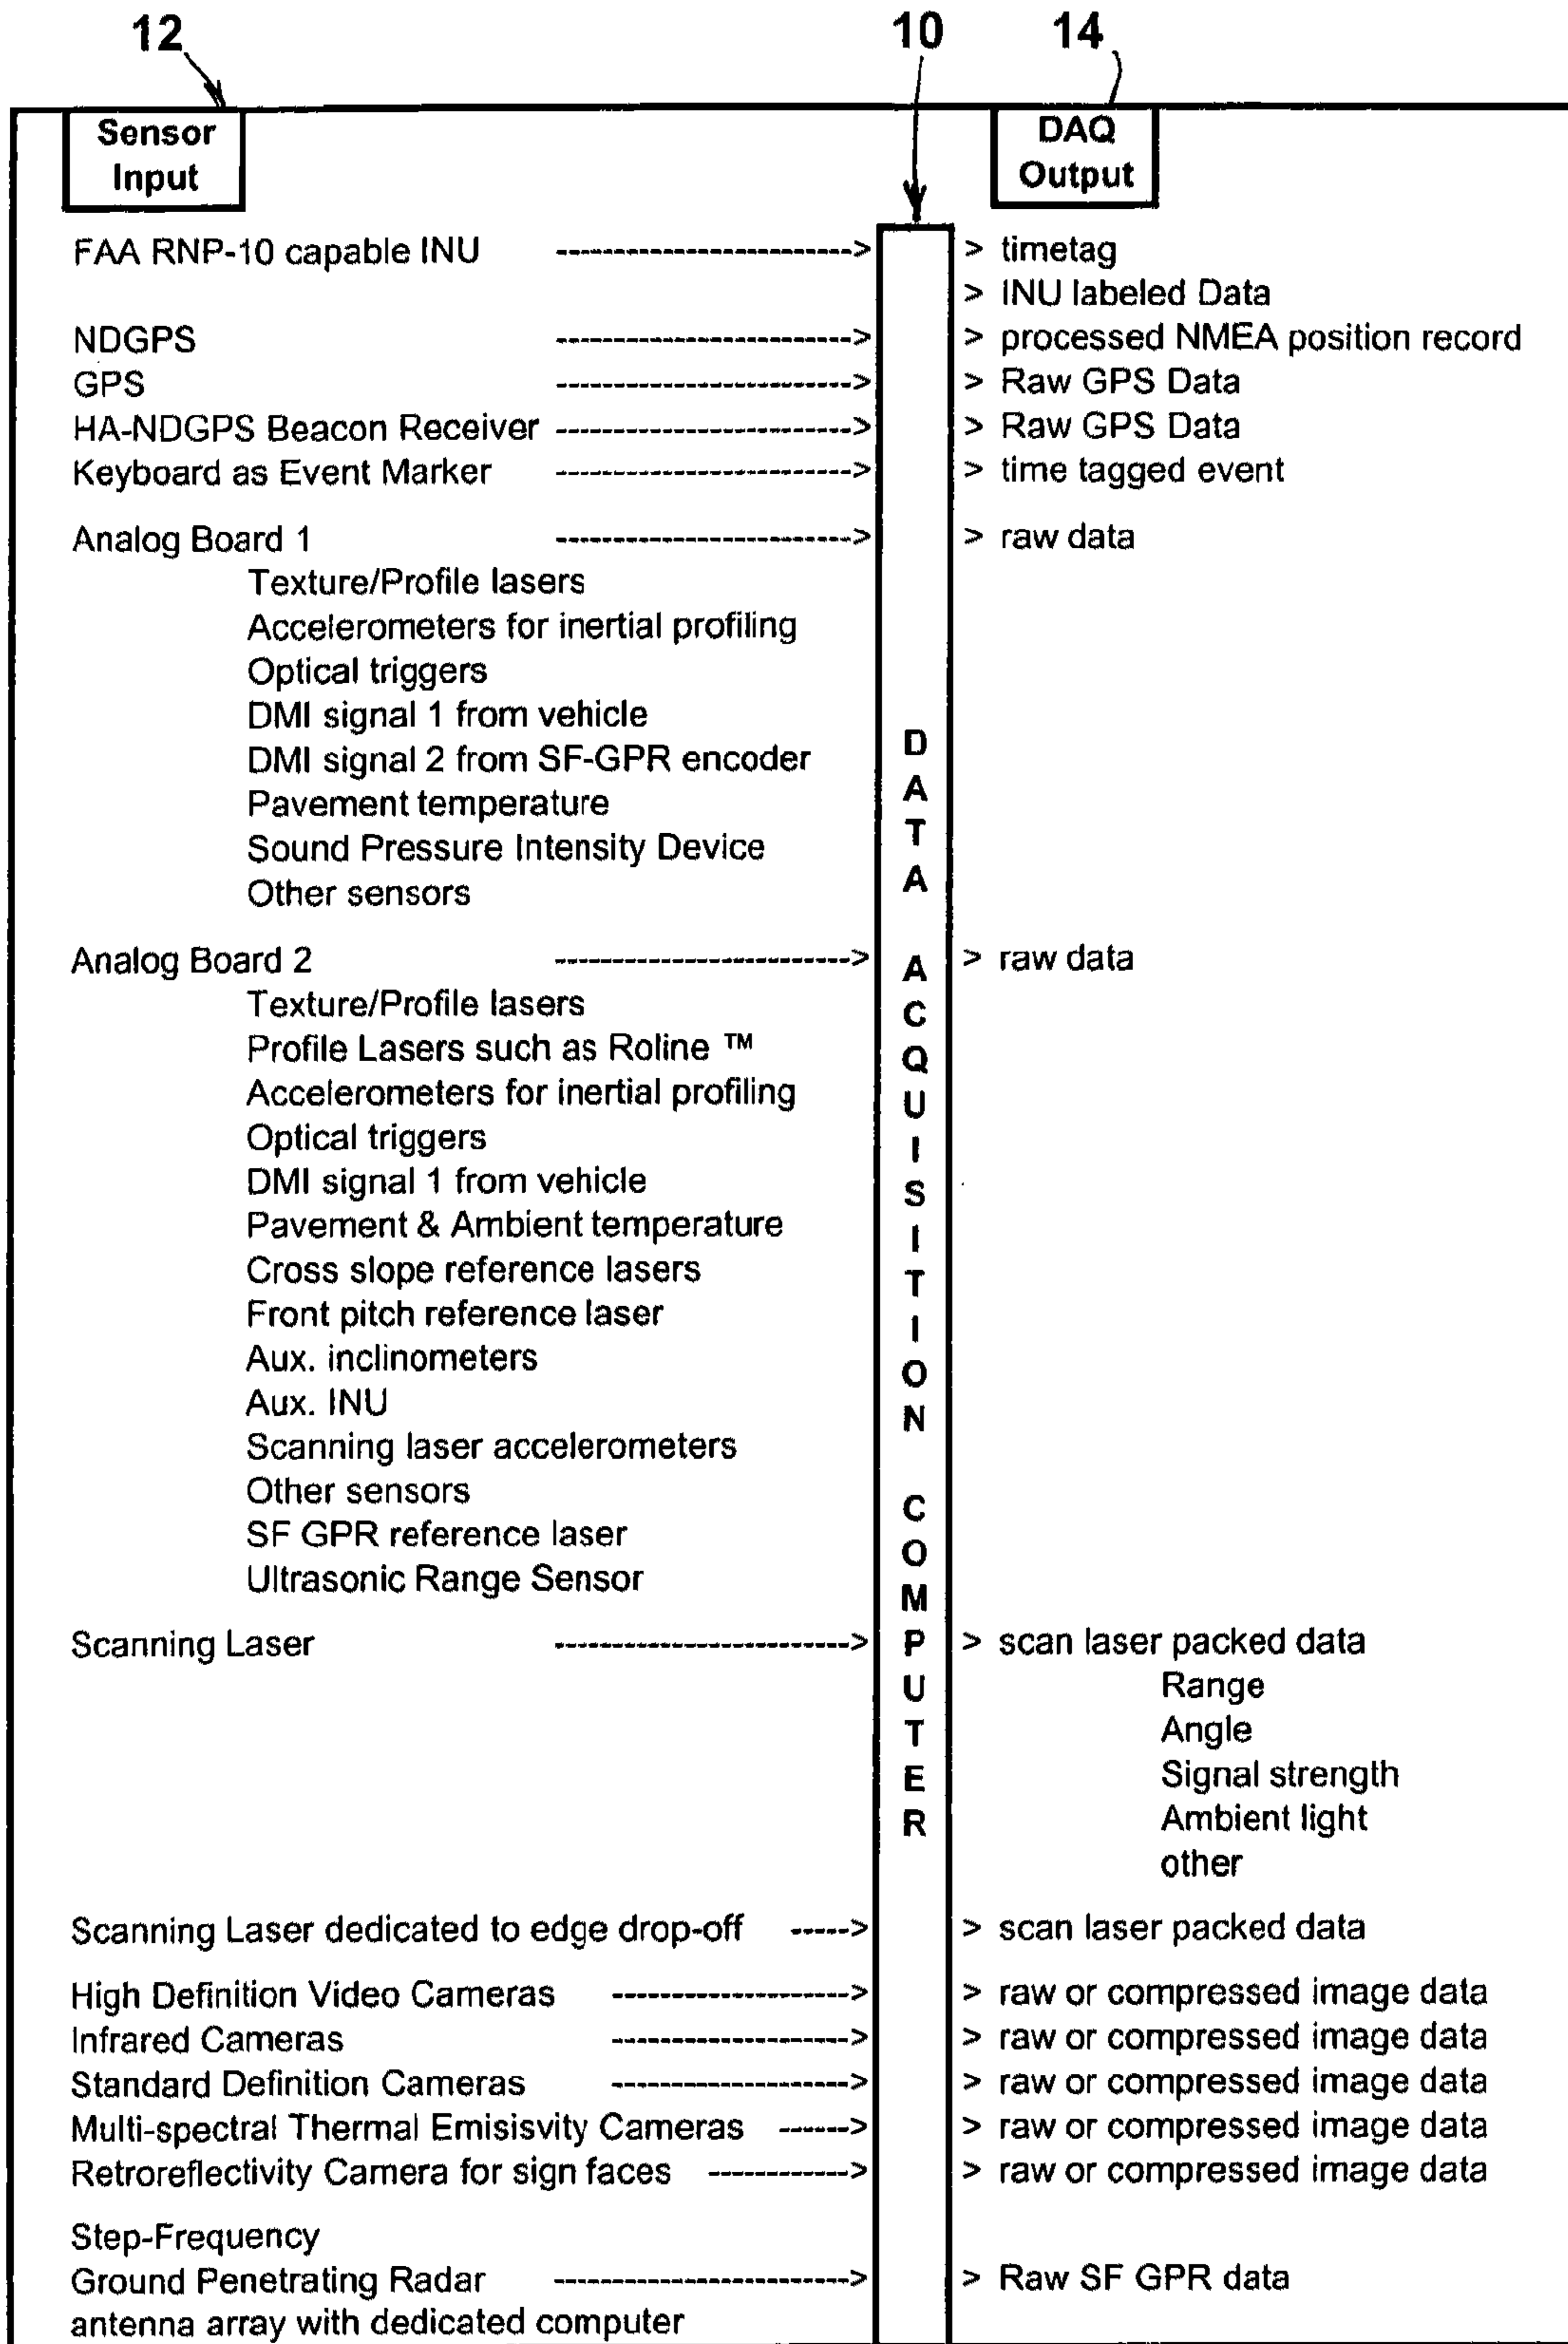 12 10 14
Sensor DAQ
Input Output
FAA RNP-10 capable INU -----------------------> > timetag
> INU labeled Data
NDGPS -----------------------> > processed NMEA position record
GPS -----------------------> > Raw GPS Data
HA-NDGPS Beacon Receiver -----------------------> > Raw GPS Data
Keyboard as Event Marker -----------------------> > time tagged event
Analog Board 1 -----------------------> > raw data
Texture/Profile lasers
Accelerometers for inertial profiling
Optical triggers
DMI signal 1 from vehicle
DMI signal 2 from SF-GPR encoder
Pavement temperature
Sound Pressure Intensity Device
Other sensors
Analog Board 2 -----------------------> > raw data
Texture/Profile lasers
Profile Lasers such as Roline ™
Accelerometers for inertial profiling
Optical triggers
DMI signal 1 from vehicle
Pavement & Ambient temperature
Cross slope reference lasers
Front pitch reference laser
Aux. inclinometers
Aux. INU
Scanning laser accelerometers
Other sensors
SF GPR reference laser
Ultrasonic Range Sensor
Scanning Laser -----------------------> > scan laser packed data
Range
Angle
Signal strength
Ambient light
other
Scanning Laser dedicated to edge drop-off -----> > scan laser packed data
High Definition Video Cameras -------------------> > raw or compressed image data
Infrared Cameras -------------------> > raw or compressed image data
Standard Definition Cameras -------------------> > raw or compressed image data
Multi-spectral Thermal Emisisvity Cameras ------> > raw or compressed image data
Retroreflectivity Camera for sign faces ------------> > raw or compressed image data
Step-Frequency
Ground Penetrating Radar -----------------------> > Raw SF GPR data
antenna array with dedicated computer
DATA ACQUISITION COMPUTER